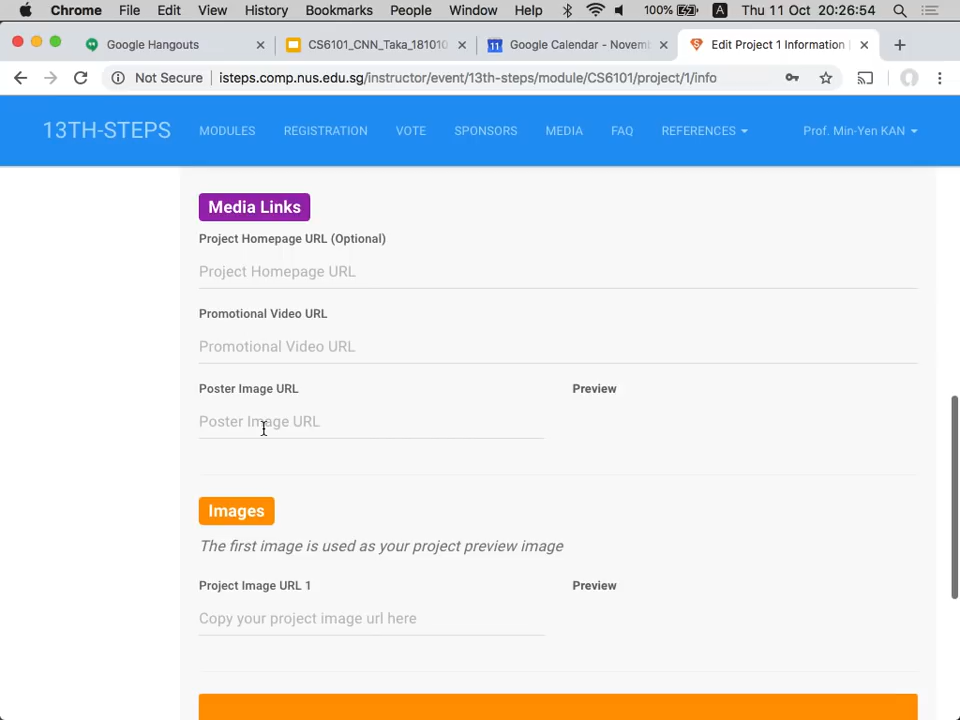 Chrome File Edit View History Bookmarks People Window Help 100% A Thu 11 Oct 20:26:54
Google Hangouts CS6101_CNN_Taka_181010 Google Calendar - Novem Edit Project 1 Information
Not Secure isteps.comp.nus.edu.sg/instructor/event/13th-steps/module/CS6101/project/1/info
13TH-STEPS MODULES REGISTRATION VOTE SPONSORS MEDIA FAQ REFERENCES Prof. Min-Yen KAN
Media Links
Project Homepage URL (Optional)
Project Homepage URL
Promotional Video URL
Promotional Video URL
Poster Image URL Preview
Poster Image URL
Images
The first image is used as your project preview image
Project Image URL 1 Preview
Copy your project image url here